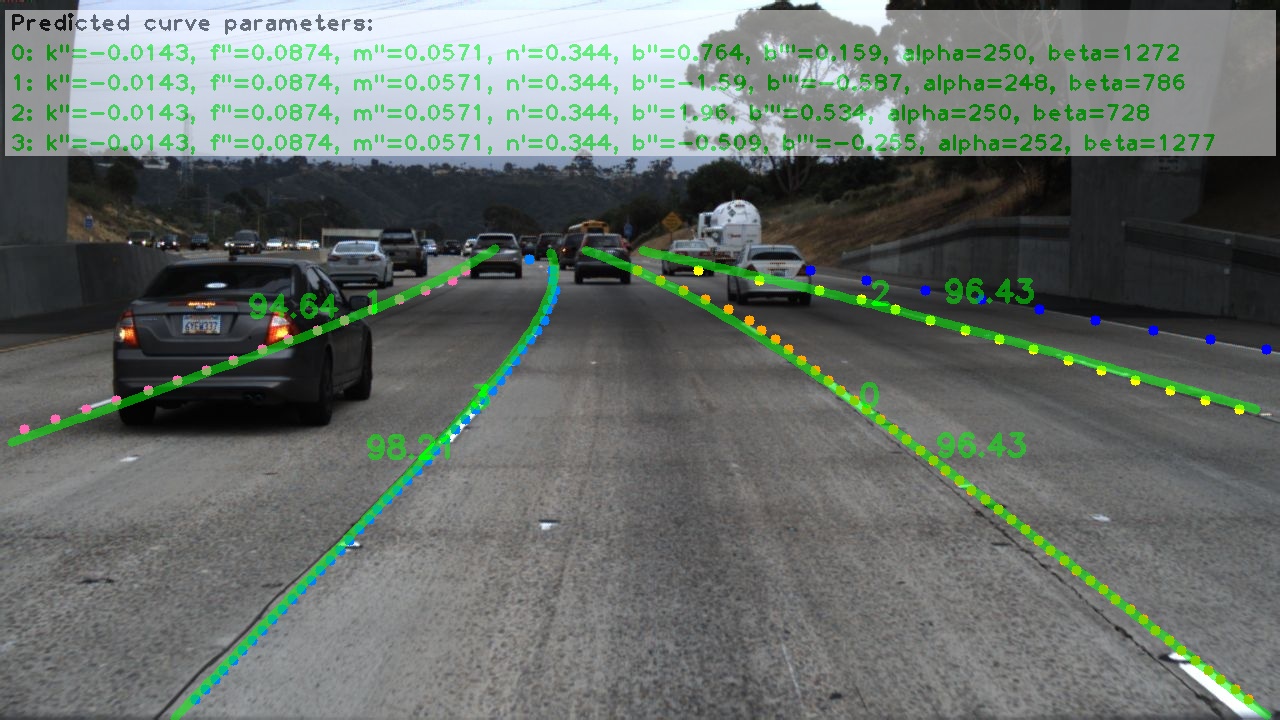 Predicted curve parameters:
0: k"=-0.0143, f"=0.0874, m"=0.0571, n'=0.344, b"=0.764, b'''=0.159, alpha=250, beta=1272
1: k"=-0.0143, f"=0.0874, m"=0.0571, n'=0.344, b"=-1.59, b'''=-0.587, alpha=248, beta=786
2: k"=-0.0143, f"=0.0874, m"=0.0571, n'=0.344, b"=1.96, b'''=0.534, alpha=250, beta=728
3: k"=-0.0143, f"=0.0874, m"=0.0571, n'=0.344, b"=-0.509, b'''=-0.255, alpha=252, beta=1277
94.64 1
2 96.43
0
98.21
96.43